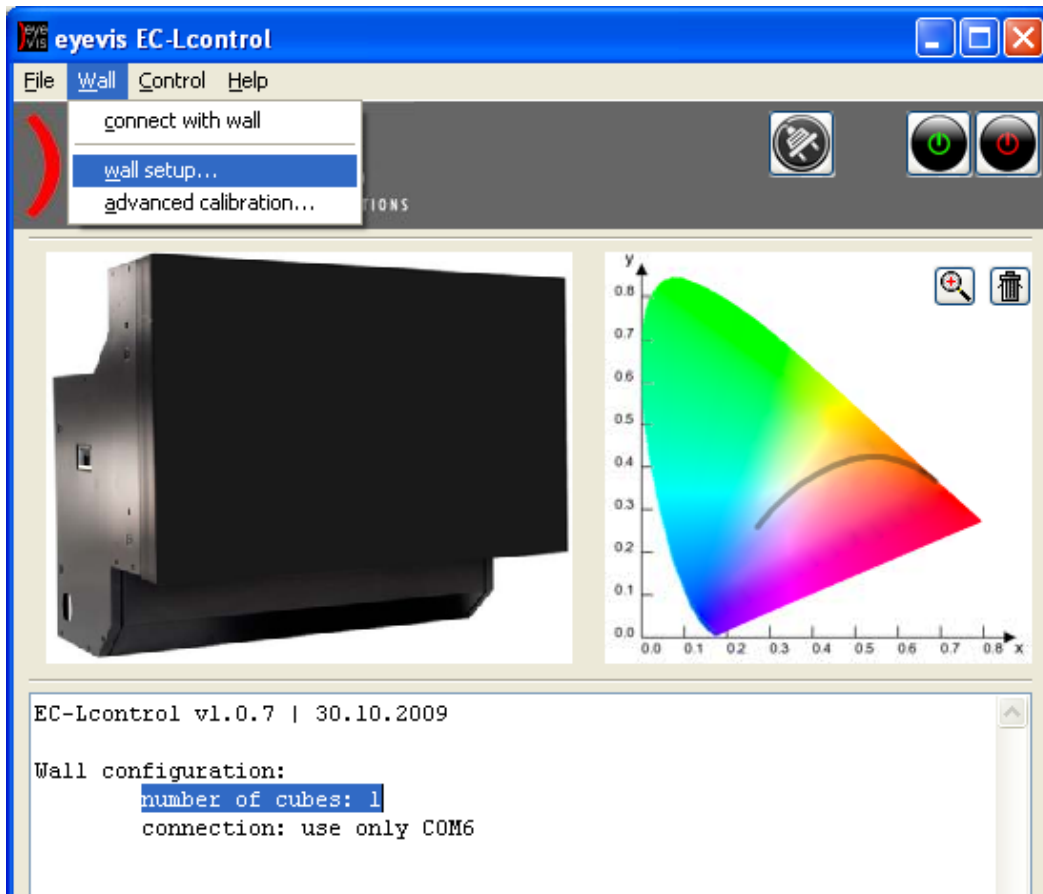 eye
vis
eyevis EC-Lcontrol
File Wall Control Help
connect with wall
wall setup...
advanced calibration...
TIONS
y
0.8
0.7
0.6
0.5
0.4
0.3
0.2
0.1
0.0
0.0 0.1 0.2 0.3 0.4 0.5 0.6 0.7 0.8 x
EC-Lcontrol v1.0.7 | 30.10.2009
Wall configuration:
number of cubes: 1
connection: use only COM6